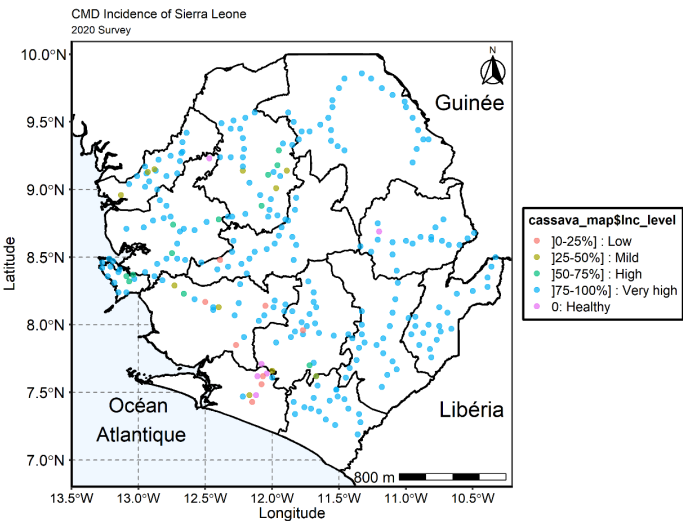 CMD Incidence of Sierra Leone
2020 Survey
10.0°N
9.5°N
9.0°N
8.5°N
8.0°N
7.5°N
7.0°N
Latitude
N
Guinée
Océan
Atlantique
Libéria
800 m
13.5°W 13.0°W 12.5°W 12.0°W 11.5°W 11.0°W 10.5°W
Longitude
cassava_map$Inc_level
]0-25%] : Low
]25-50%] : Mild
]50-75%] : High
]75-100%] : Very high
0: Healthy